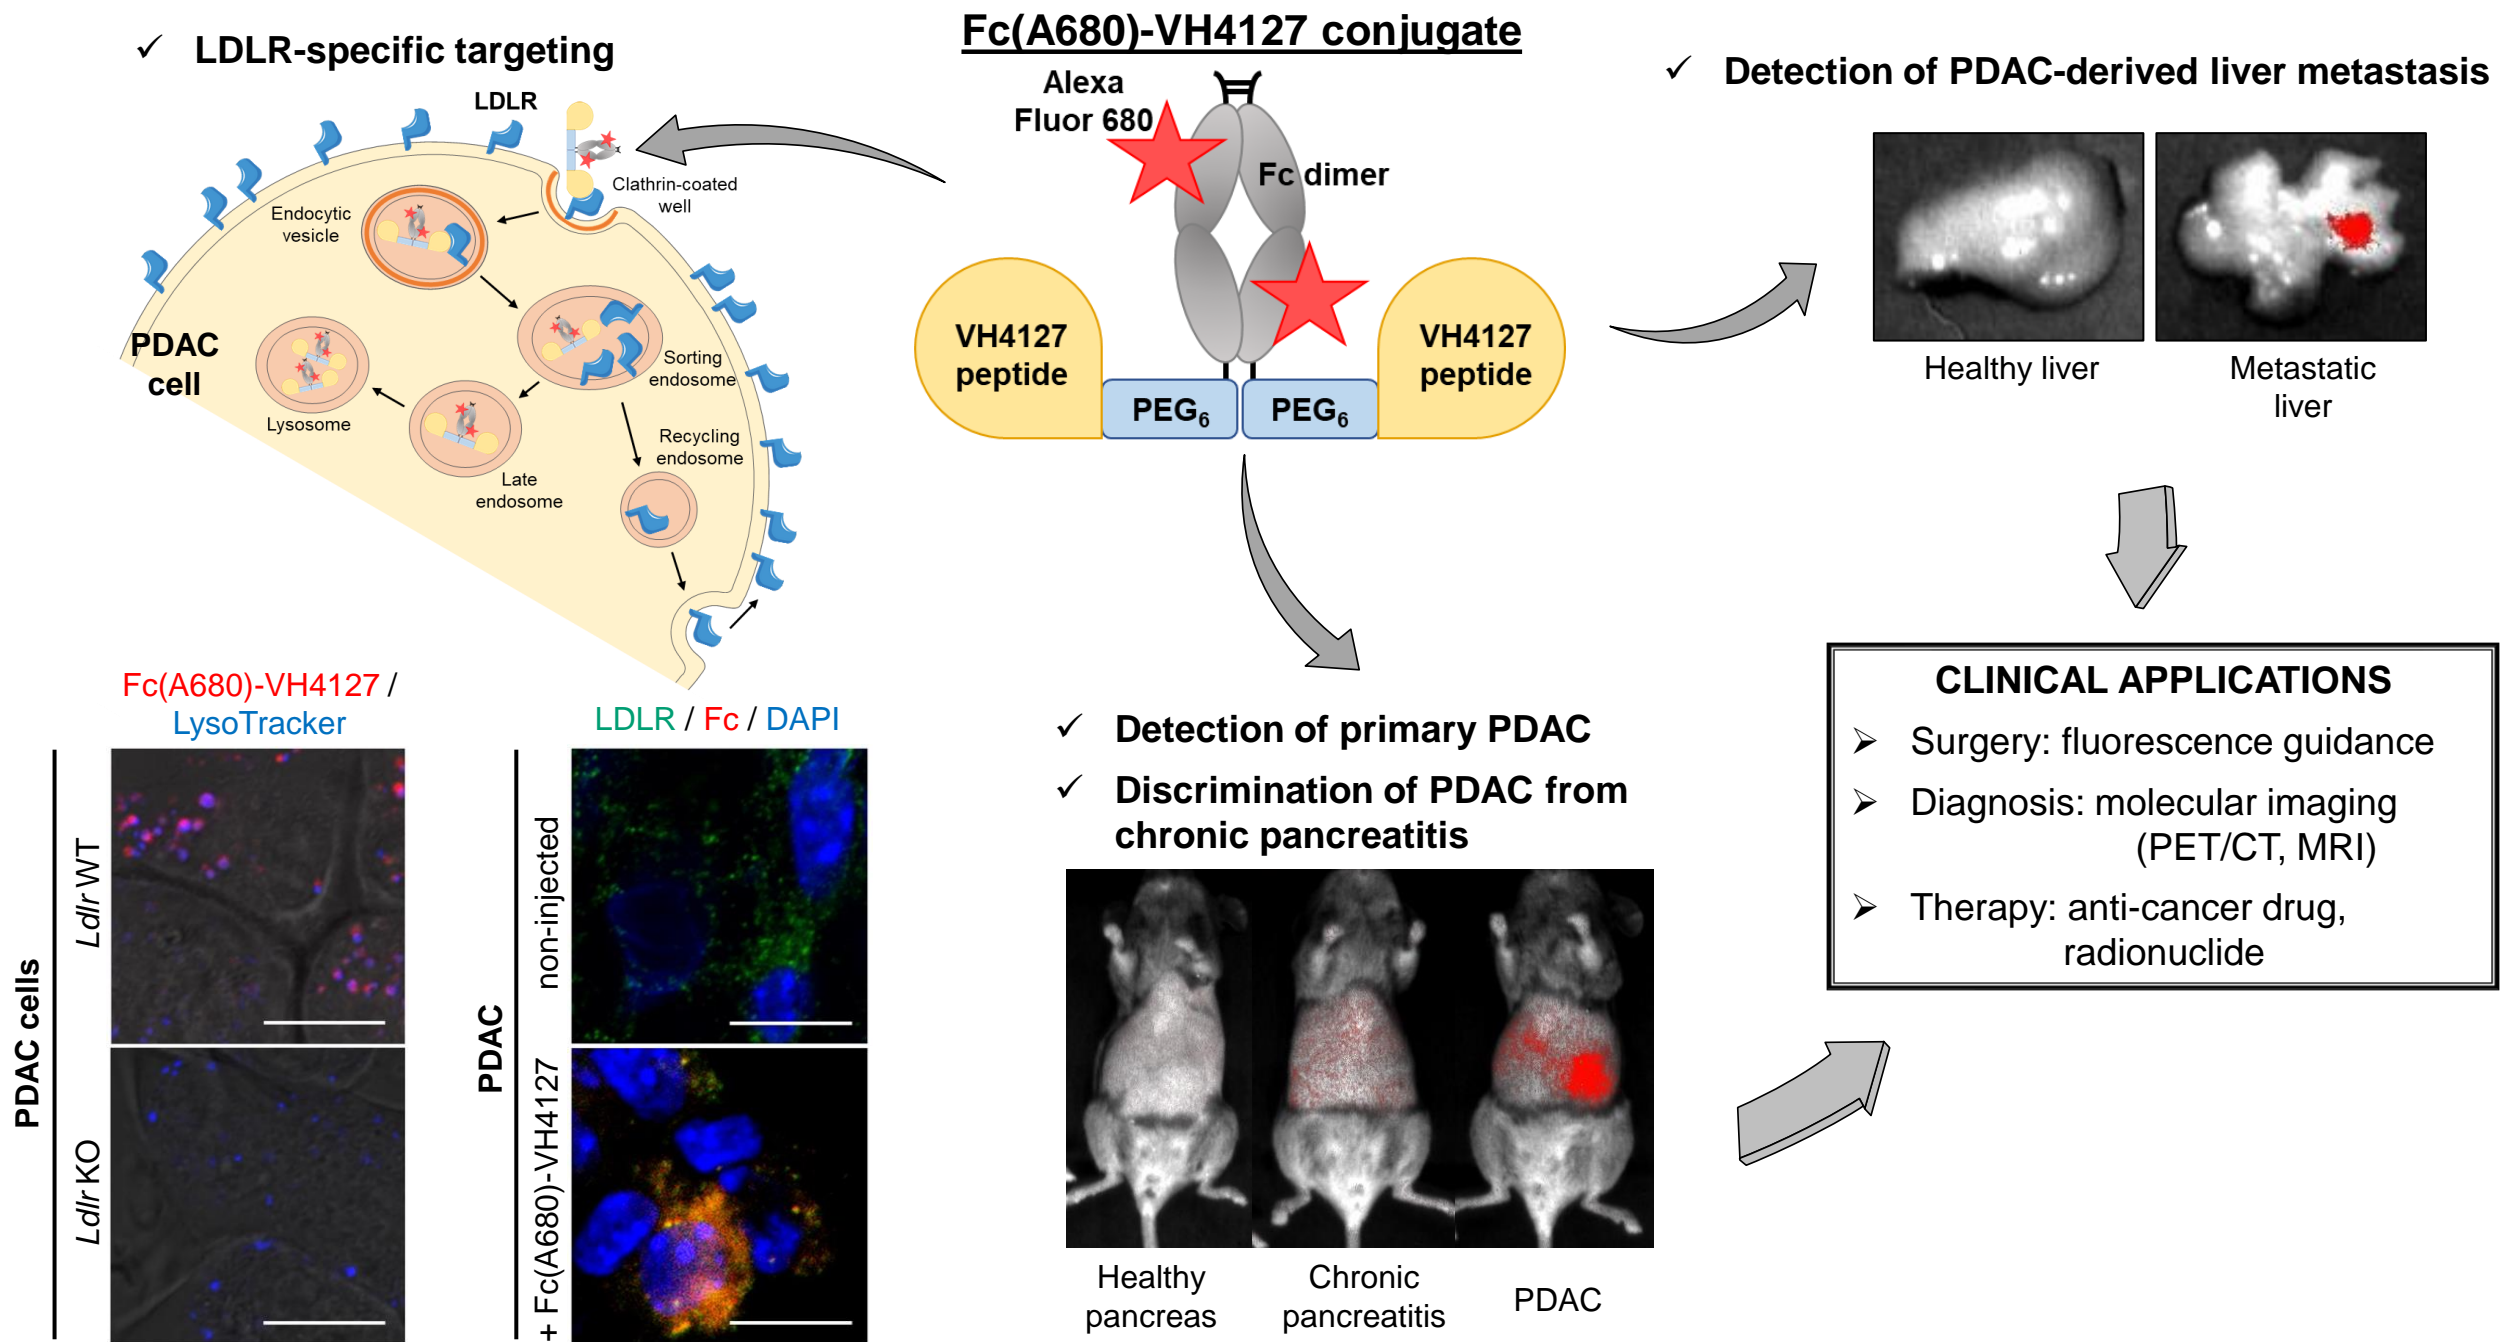 Fc(A680)-VH4127 conjugate
✓ LDLR-specific targeting
LDLR
Clathrin-coated
well
Endocytic
vesicle
Sorting
endosome
PDAC
cell
Lysosome
Late
endosome
Recycling
endosome
Alexa
Fluor 680
Fc dimer
VH4127
peptide
PEG₆
PEG₆
VH4127
peptide
✓ Detection of PDAC-derived liver metastasis
Healthy liver
Metastatic
liver
Fc(A680)-VH4127 /
LysoTracker
PDAC cells
Ldlr WT
Ldlr KO
LDLR / Fc / DAPI
PDAC
non-injected
+ Fc(A680)-VH4127
✓ Detection of primary PDAC
✓ Discrimination of PDAC from
chronic pancreatitis
Healthy
pancreas
Chronic
pancreatitis
PDAC
CLINICAL APPLICATIONS
➢ Surgery: fluorescence guidance
➢ Diagnosis: molecular imaging
(PET/CT, MRI)
➢ Therapy: anti-cancer drug,
radionuclide